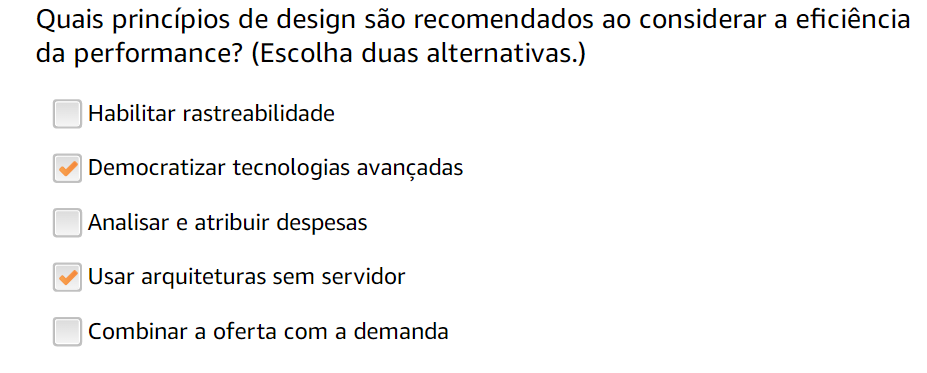 Quais princípios de design são recomendados ao considerar a eficiência
da performance? (Escolha duas alternativas.)
Habilitar rastreabilidade
Democratizar tecnologias avançadas
Analisar e atribuir despesas
Usar arquiteturas sem servidor
Combinar a oferta com a demanda